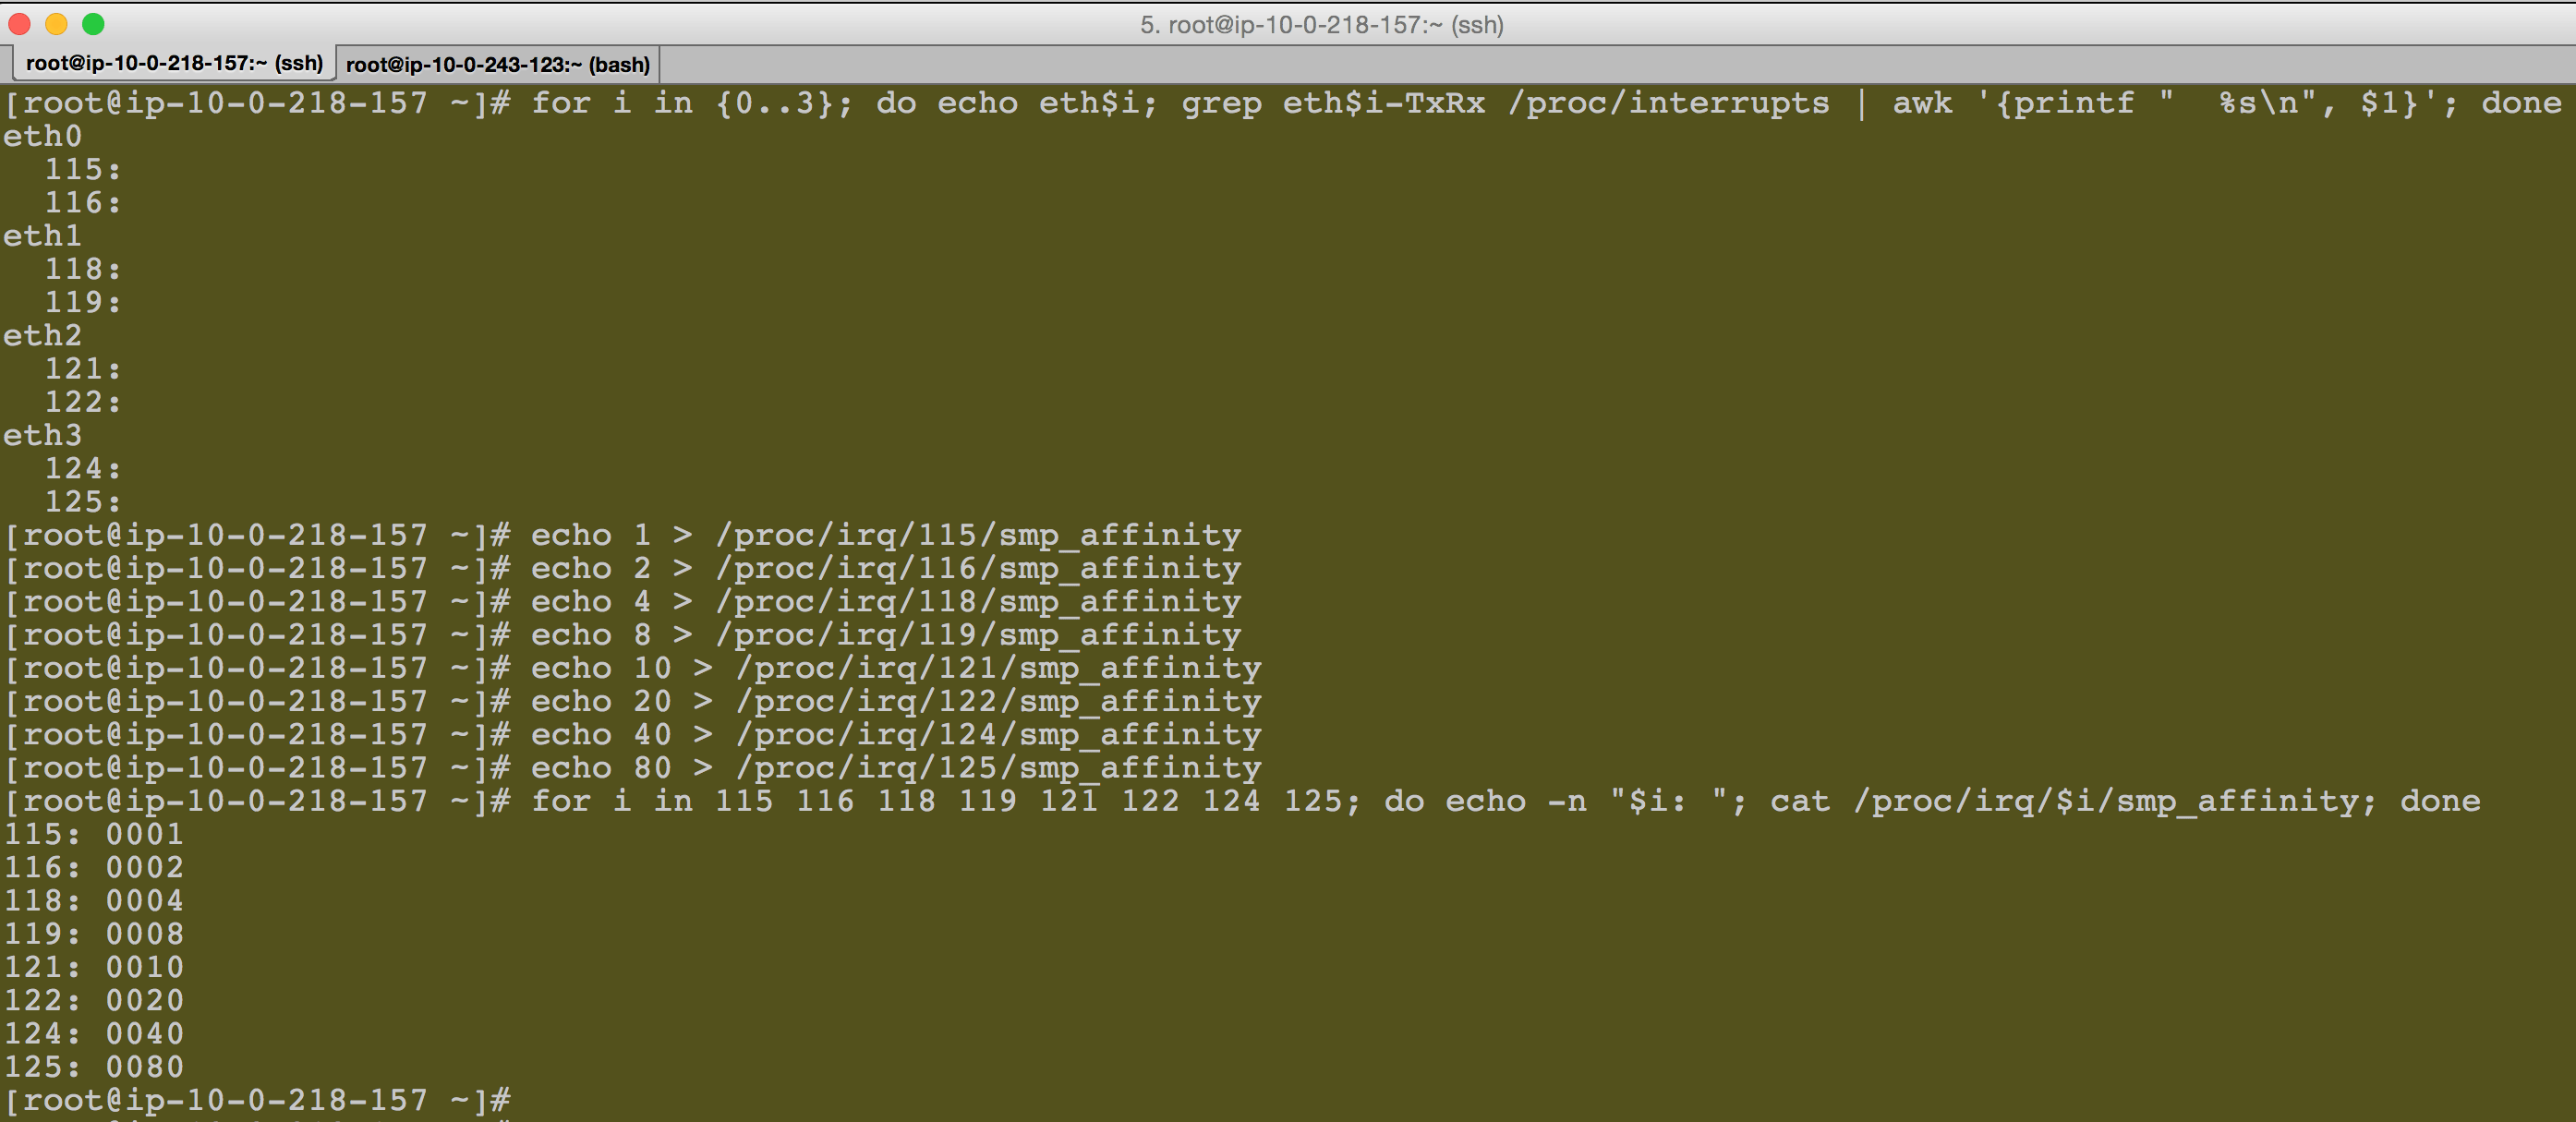 5. root@ip-10-0-218-157:~ (ssh)
root@ip-10-0-218-157:~ (ssh) root@ip-10-0-243-123:~ (bash)
[root@ip-10-0-218-157 ~]# for i in {0..3}; do echo eth$i; grep eth$i-TxRx /proc/interrupts | awk '{printf "  %s\n", $1}'; done
eth0
  115:
  116:
eth1
  118:
  119:
eth2
  121:
  122:
eth3
  124:
  125:
[root@ip-10-0-218-157 ~]# echo 1 > /proc/irq/115/smp_affinity
[root@ip-10-0-218-157 ~]# echo 2 > /proc/irq/116/smp_affinity
[root@ip-10-0-218-157 ~]# echo 4 > /proc/irq/118/smp_affinity
[root@ip-10-0-218-157 ~]# echo 8 > /proc/irq/119/smp_affinity
[root@ip-10-0-218-157 ~]# echo 10 > /proc/irq/121/smp_affinity
[root@ip-10-0-218-157 ~]# echo 20 > /proc/irq/122/smp_affinity
[root@ip-10-0-218-157 ~]# echo 40 > /proc/irq/124/smp_affinity
[root@ip-10-0-218-157 ~]# echo 80 > /proc/irq/125/smp_affinity
[root@ip-10-0-218-157 ~]# for i in 115 116 118 119 121 122 124 125; do echo -n "$i: "; cat /proc/irq/$i/smp_affinity; done
115: 0001
116: 0002
118: 0004
119: 0008
121: 0010
122: 0020
124: 0040
125: 0080
[root@ip-10-0-218-157 ~]#